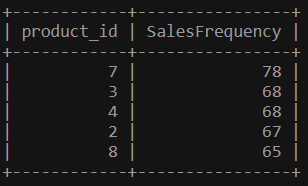 +------------+----------------+
| product_id | SalesFrequency |
+------------+----------------+
|          7 |             78 |
|          3 |             68 |
|          4 |             68 |
|          2 |             67 |
|          8 |             65 |
+------------+----------------+